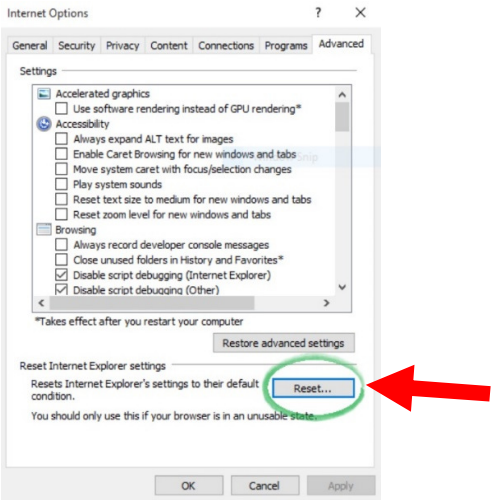 Internet Options ? ×
General Security Privacy Content Connections Programs Advanced
Settings
Accelerated graphics
Use software rendering instead of GPU rendering*
Accessibility
Always expand ALT text for images
Enable Caret Browsing for new windows and tabs
Move system caret with focus/selection changes
Play system sounds
Reset text size to medium for new windows and tabs
Reset zoom level for new windows and tabs
Browsing
Always record developer console messages
Close unused folders in History and Favorites*
Disable script debugging (Internet Explorer)
Disable script debugging (Other)
*Takes effect after you restart your computer
Restore advanced settings
Reset Internet Explorer settings
Resets Internet Explorer's settings to their default
condition.
Reset...
You should only use this if your browser is in an unusable state.
OK Cancel Apply